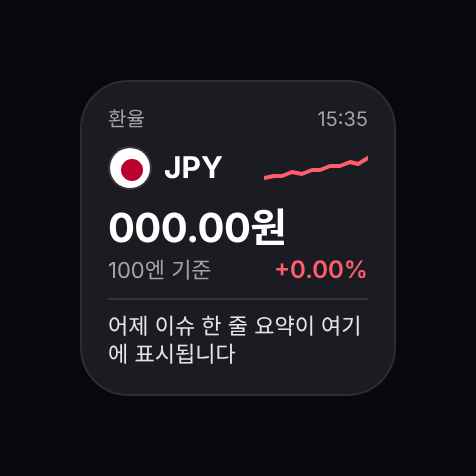 환율 15:35
JPY
000.00원
100엔 기준 +0.00%
어제 이슈 한 줄 요약이 여기
에 표시됩니다